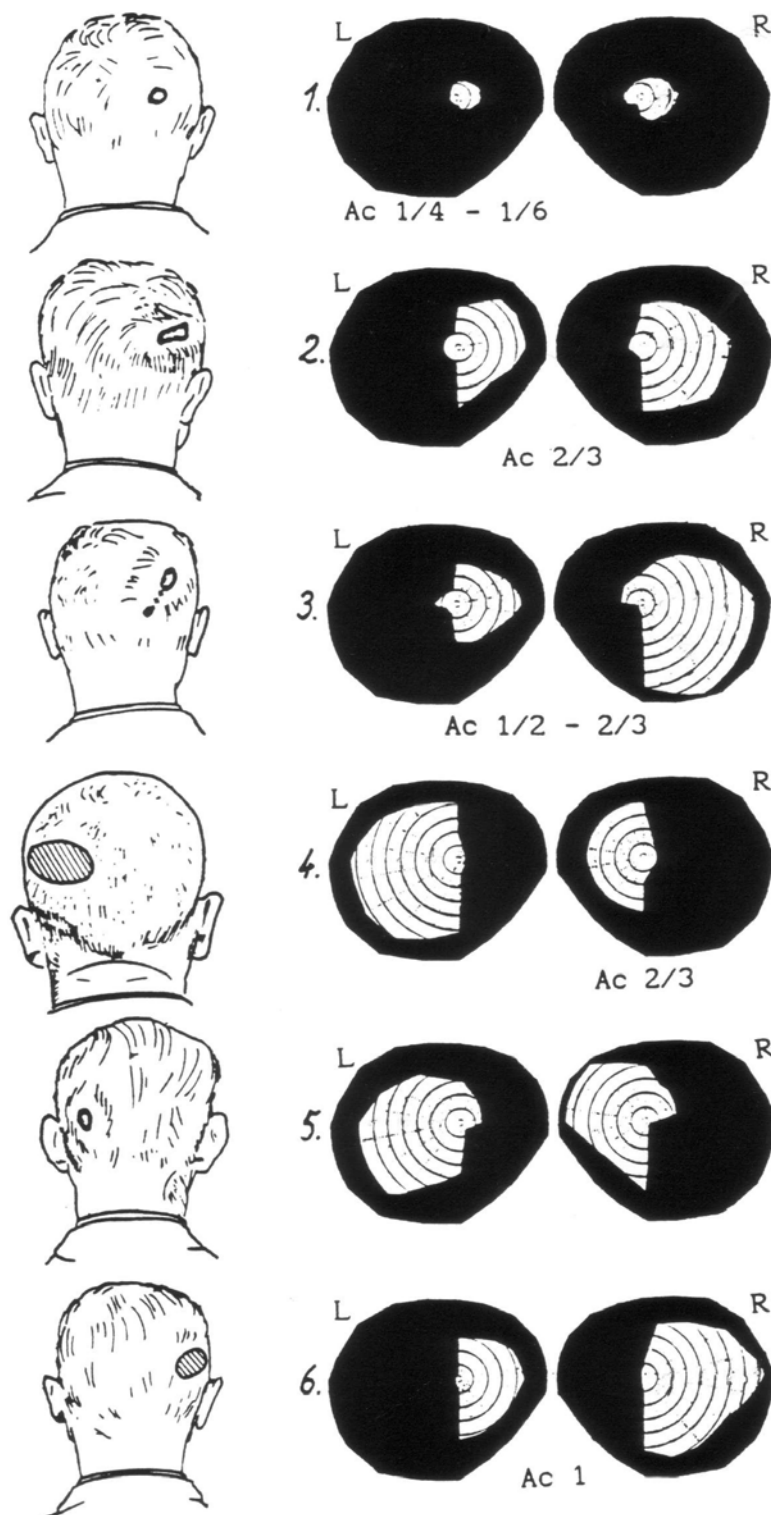 L R
1.
Ac 1/4 - 1/6
L R
2.
Ac 2/3
L R
3.
Ac 1/2 - 2/3
L R
4.
Ac 2/3
L R
5.
L R
6.
Ac 1